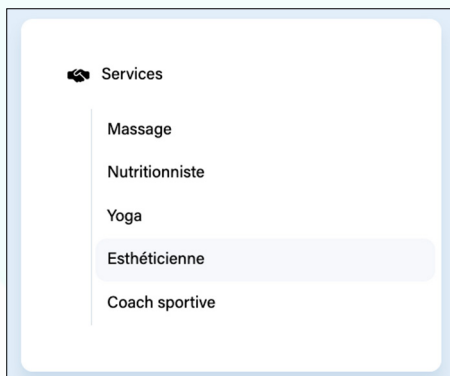 Services
Massage
Nutritionniste
Yoga
Esthéticienne
Coach sportive